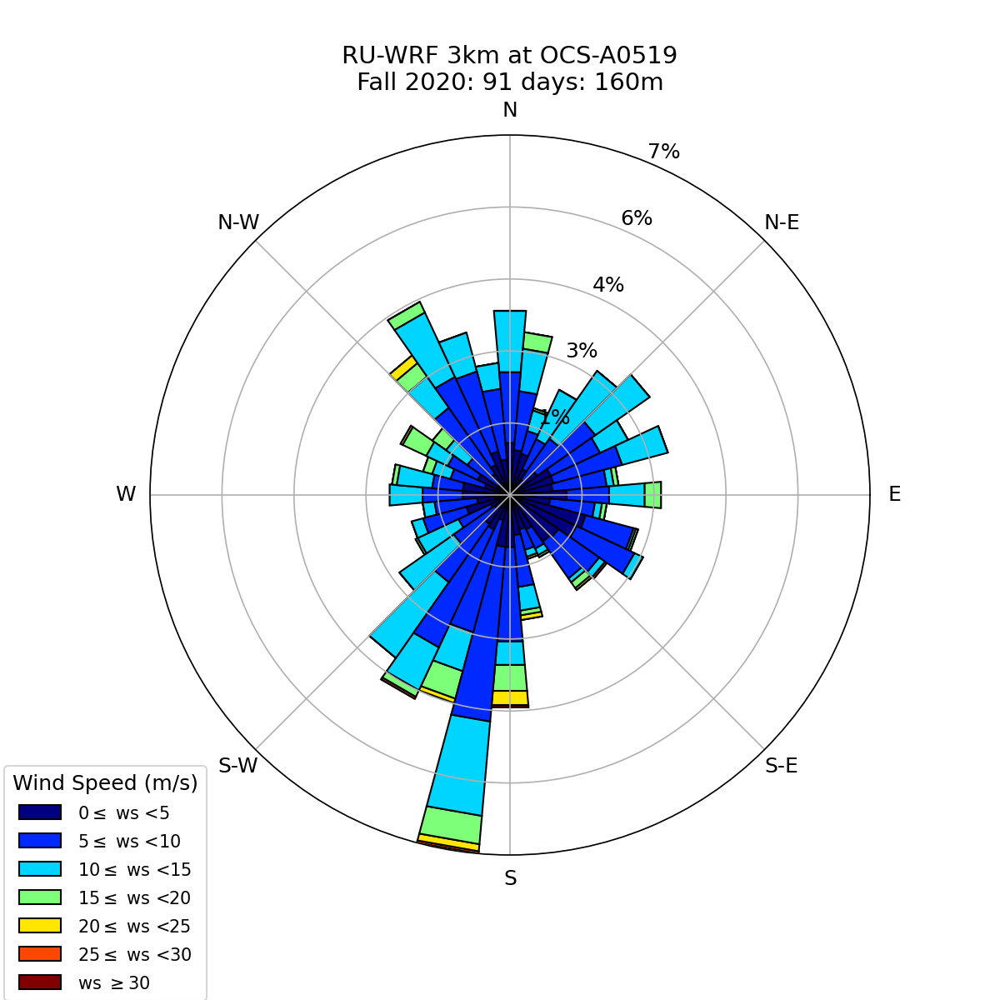 RU-WRF 3km at OCS-A0519
Fall 2020: 91 days: 160m
N
7%
N-W
6%
N-E
4%
3%
1%
W
E
S-W
S-E
S
Wind Speed (m/s)
0≤ ws <5
5≤ ws <10
10≤ ws <15
15≤ ws <20
20≤ ws <25
25≤ ws <30
ws ≥30